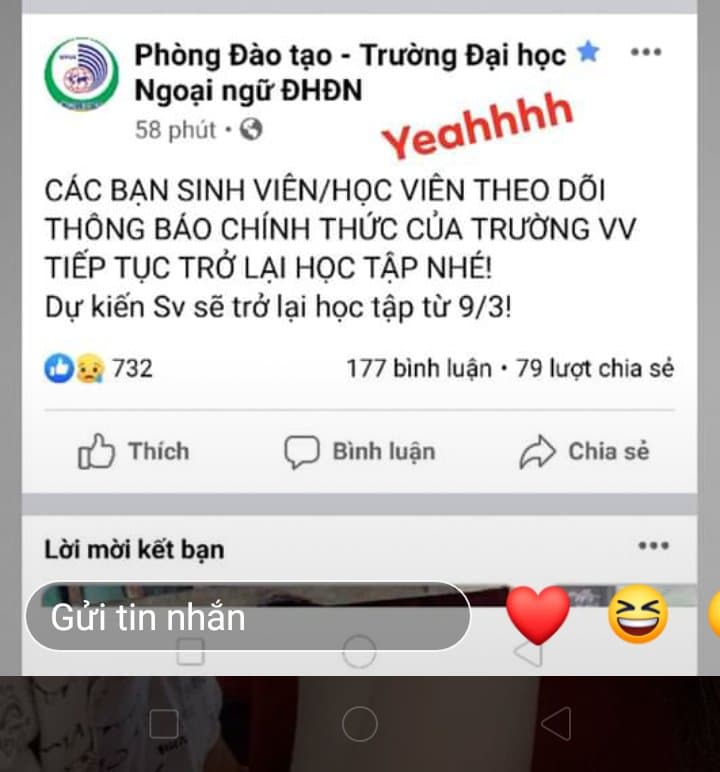 Phòng Đào tạo - Trường Đại học
Ngoại ngữ ĐHĐN
58 phút ·
Yeahhhh
CÁC BẠN SINH VIÊN/HỌC VIÊN THEO DÕI
THÔNG BÁO CHÍNH THỨC CỦA TRƯỜNG VV
TIẾP TỤC TRỞ LẠI HỌC TẬP NHÉ!
Dự kiến Sv sẽ trở lại học tập từ 9/3!
732
177 bình luận • 79 lượt chia sẻ
Thích
Bình luận
Chia sẻ
Lời mời kết bạn
Gửi tin nhắn